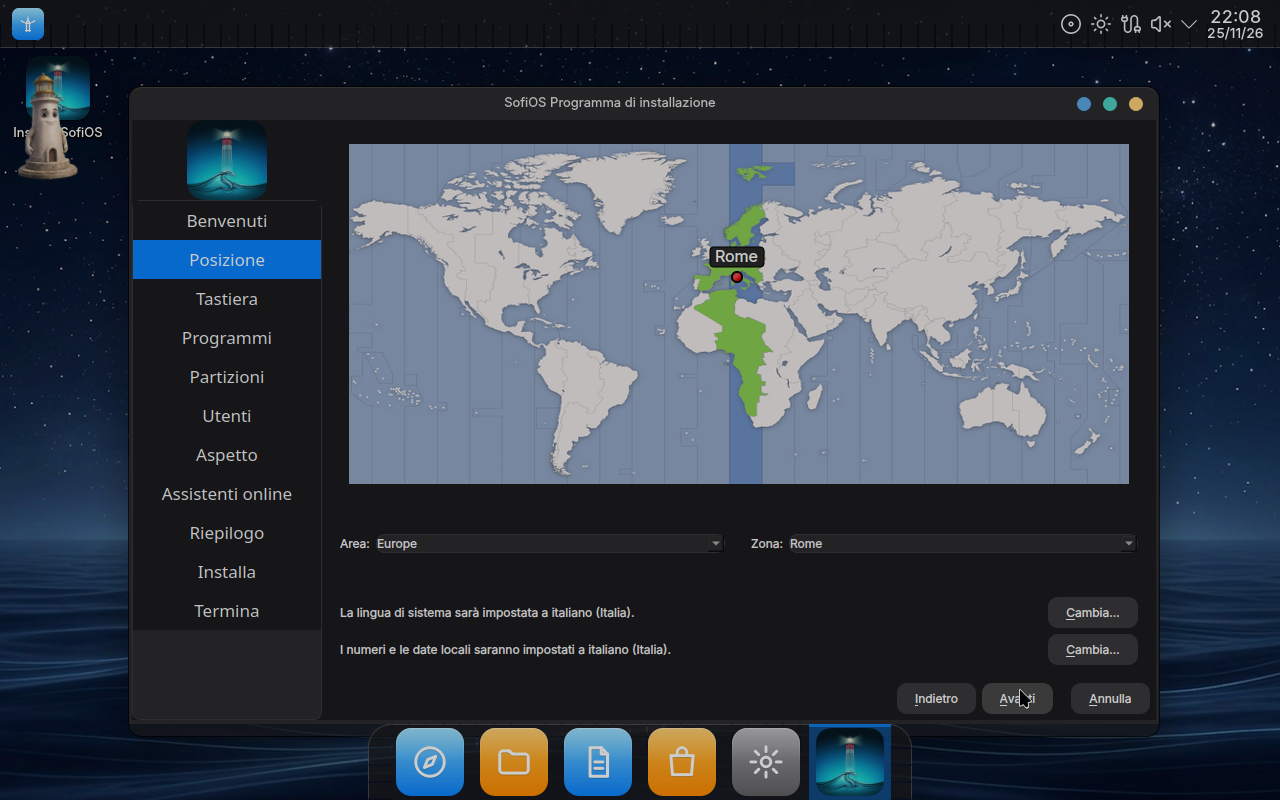 22:08
25/11/26
SofiOS
SofiOS Programma di installazione
Benvenuti
Posizione
Tastiera
Programmi
Partizioni
Utenti
Aspetto
Assistenti online
Riepilogo
Installa
Termina
Rome
Area: Europe
Zona: Rome
La lingua di sistema sarà impostata a italiano (Italia).
Cambia...
I numeri e le date locali saranno impostati a italiano (Italia).
Cambia...
Indietro
Avanti
Annulla